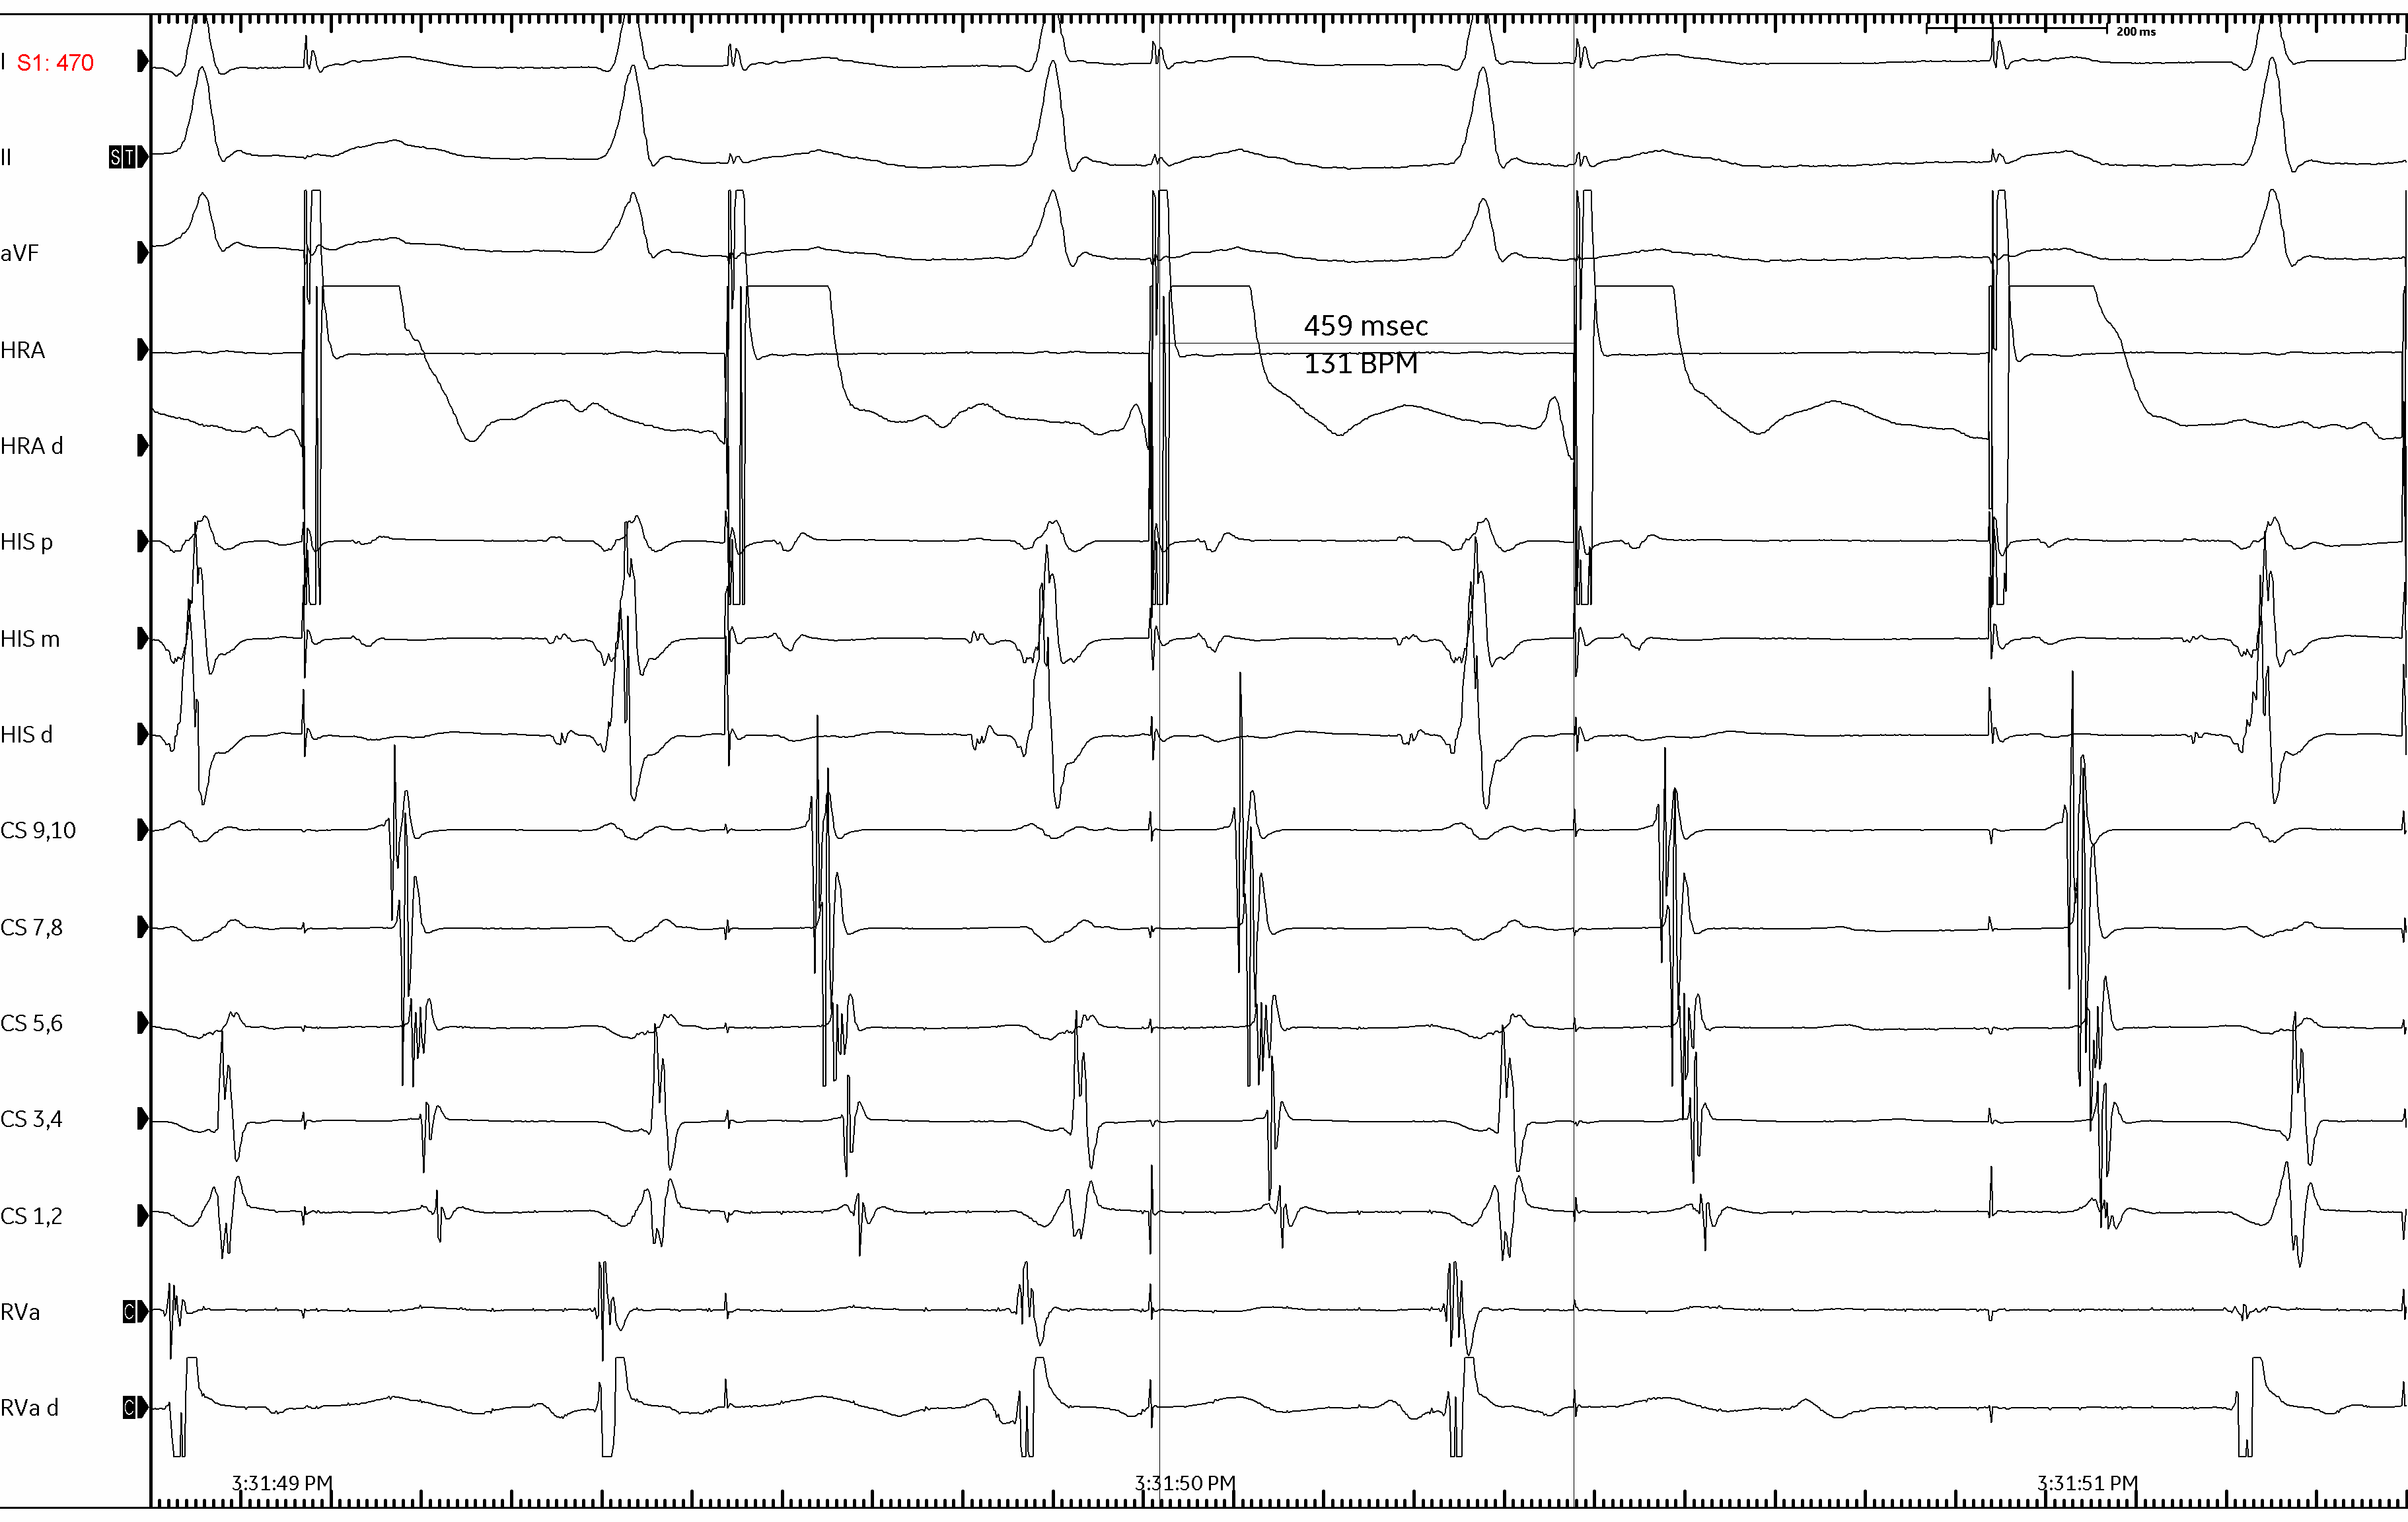 200 ms
I S1: 470
II ST
aVF
HRA
459 msec
131 BPM
HRA d
HIS p
HIS m
HIS d
CS 9,10
CS 7,8
CS 5,6
CS 3,4
CS 1,2
RVa C
RVa d C
3:31:49 PM 3:31:50 PM 3:31:51 PM